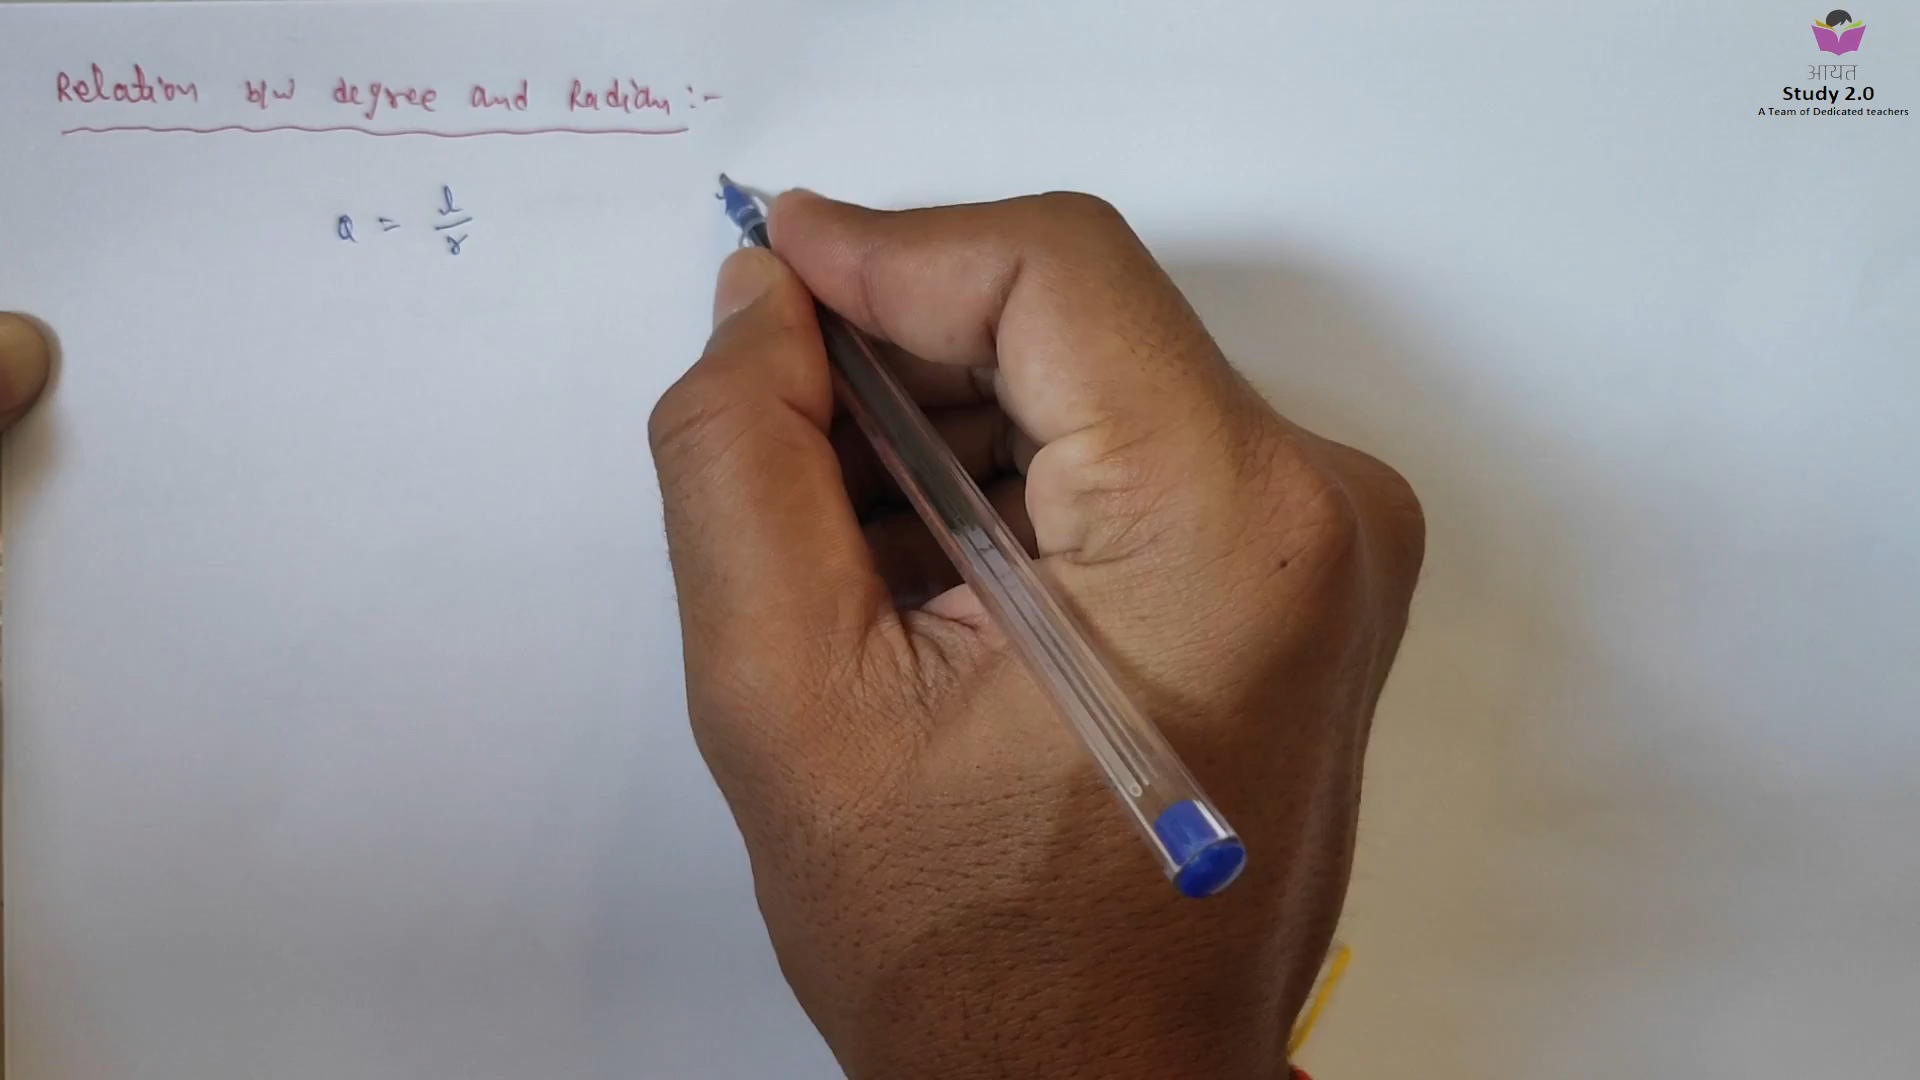 Relation b/w degree and Radian :-
Q = l/r
आयत
Study 2.0
A Team of Dedicated teachers